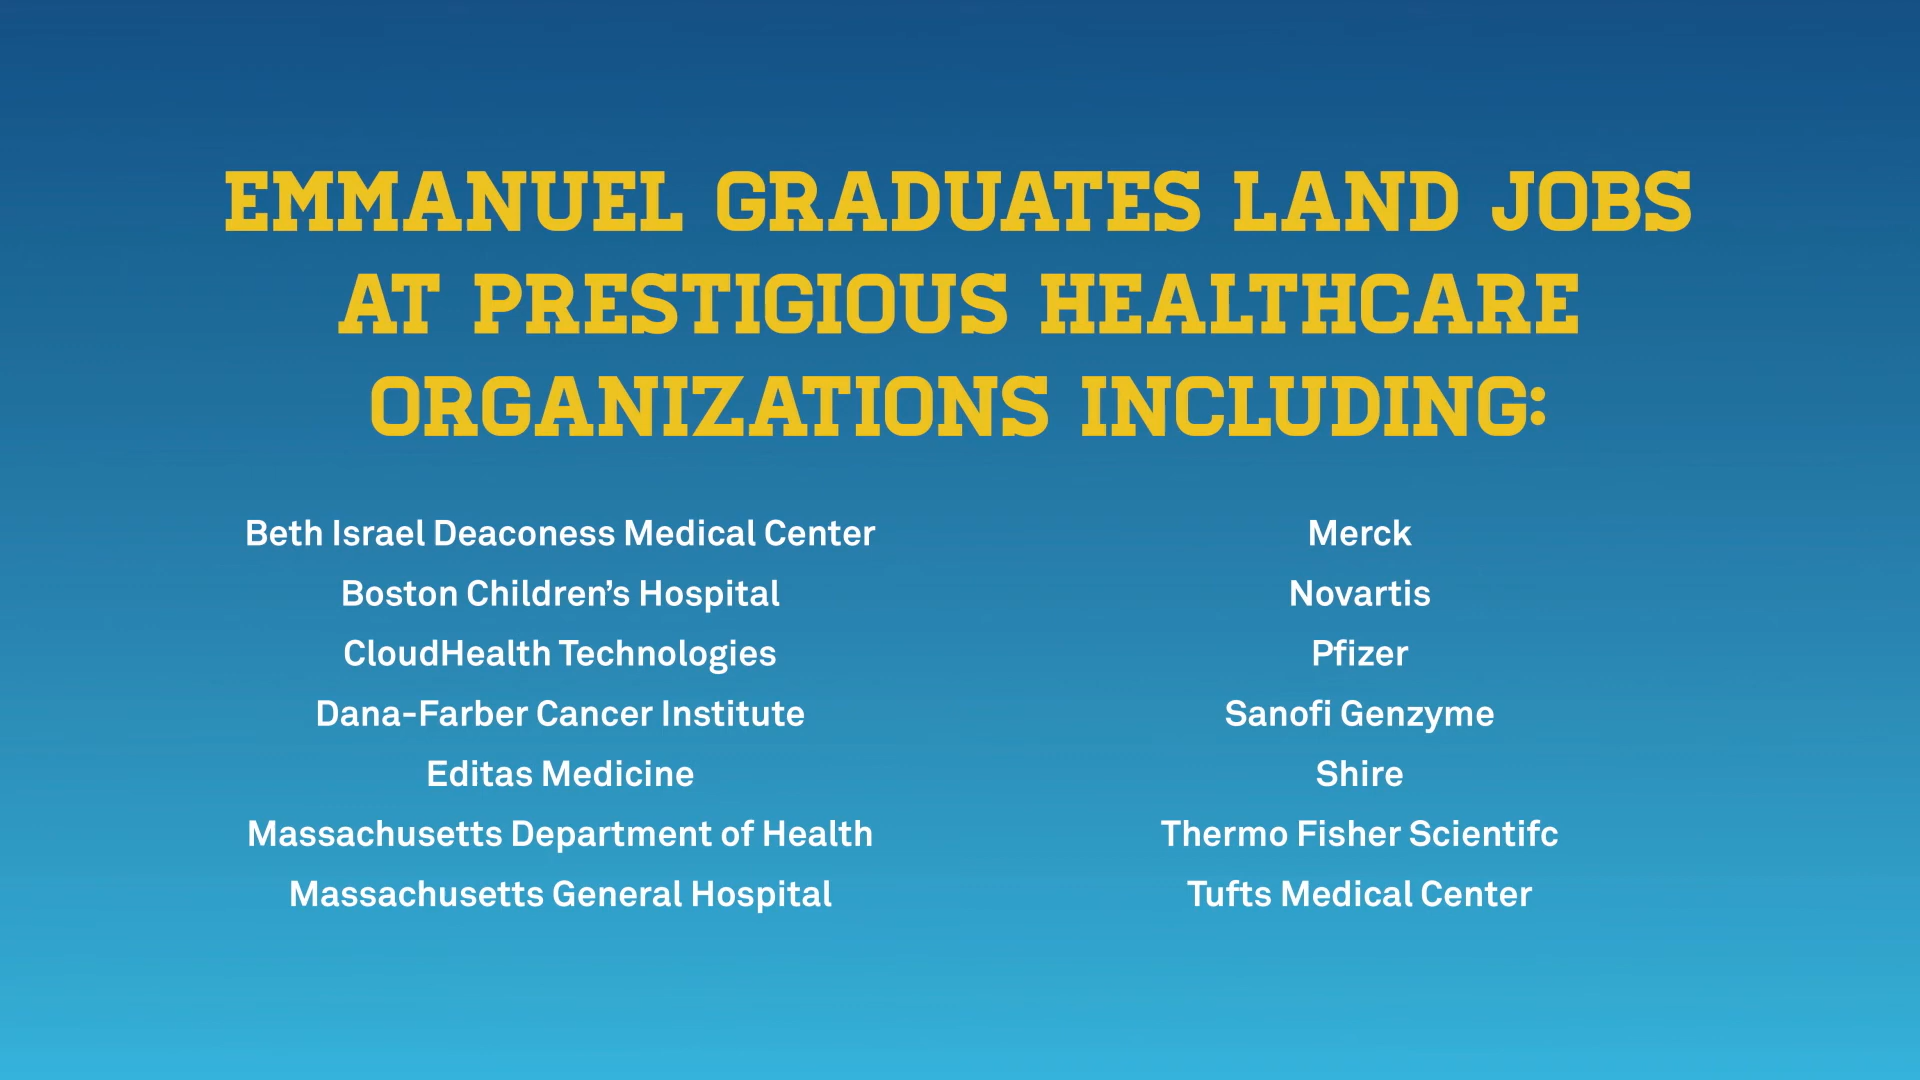 EMMANUEL GRADUATES LAND JOBS
AT PRESTIGIOUS HEALTHCARE
ORGANIZATIONS INCLUDING:
Beth Israel Deaconess Medical Center
Boston Children’s Hospital
CloudHealth Technologies
Dana-Farber Cancer Institute
Editas Medicine
Massachusetts Department of Health
Massachusetts General Hospital
Merck
Novartis
Pfizer
Sanofi Genzyme
Shire
Thermo Fisher Scientifc
Tufts Medical Center